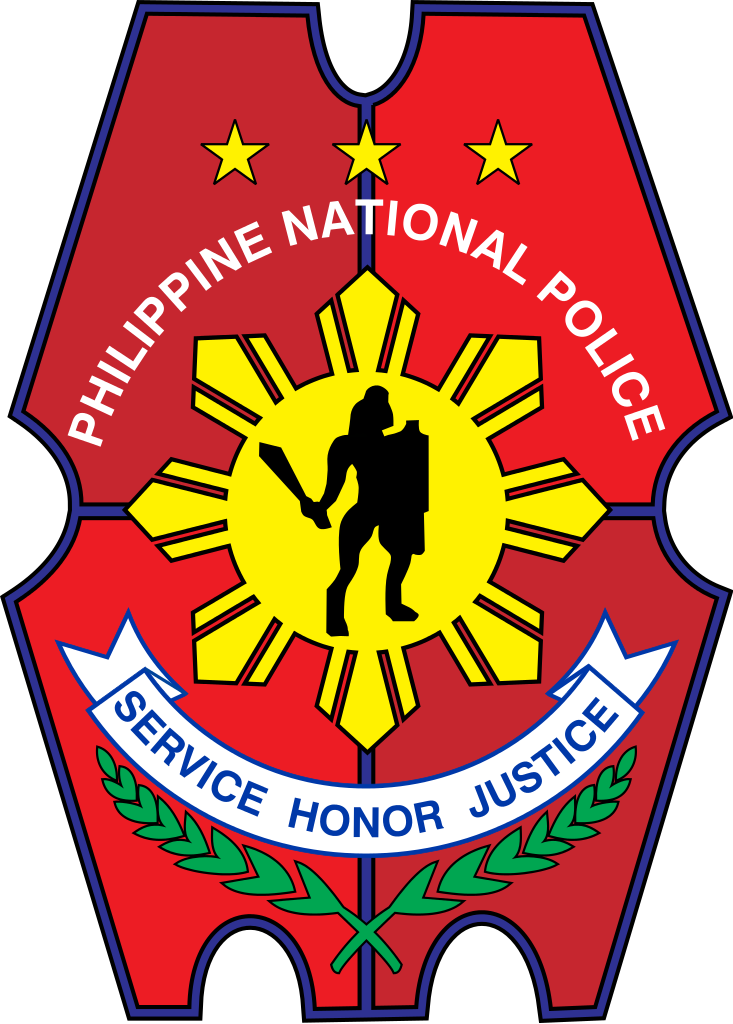 PHILIPPINE NATIONAL POLICE
SERVICE HONOR JUSTICE